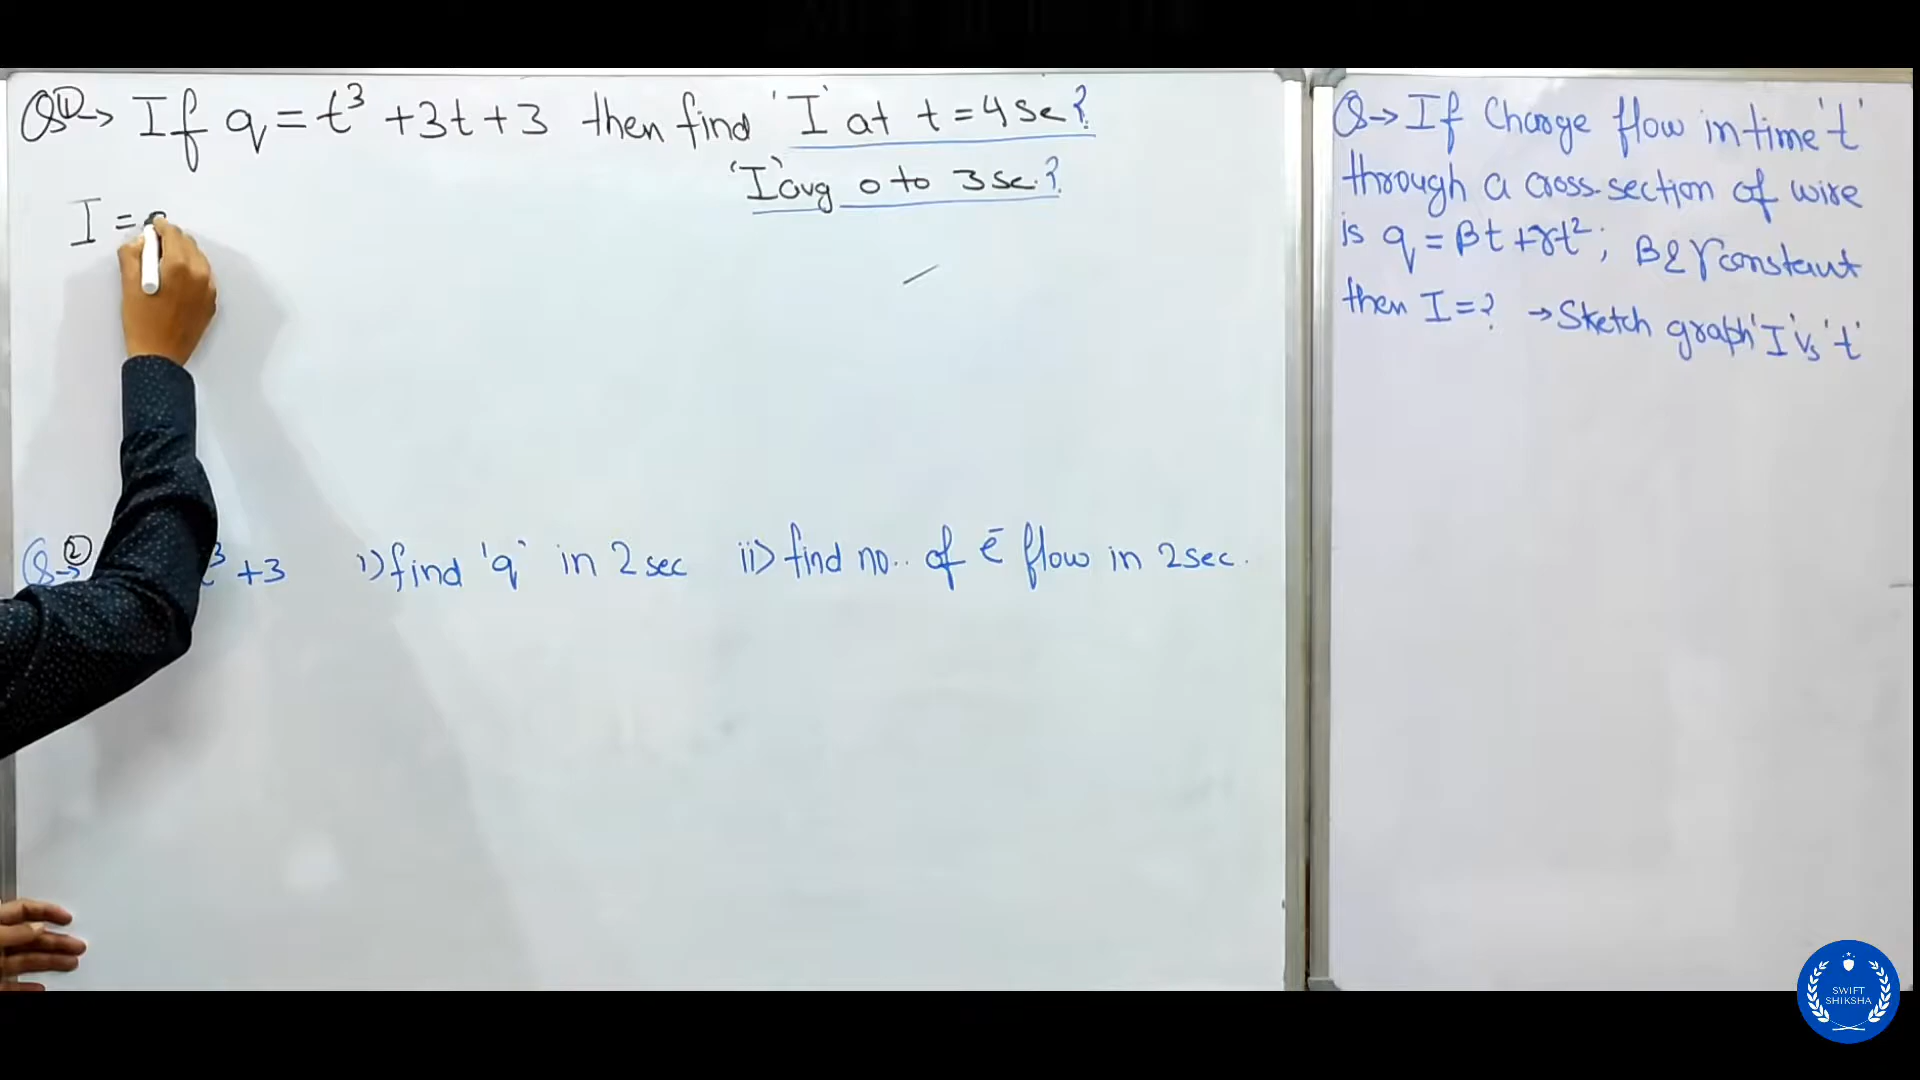 Q①→ If q = t³ + 3t + 3 then find 'I' at t = 4 sec?
'I' avg 0 to 3 sec.?
I =
Q②→ ³ + 3 i) find 'q' in 2 sec ii) find no.. of ē flow in 2 sec.
Q→ If Charge flow in time 't'
through a cross-section of wire
is q = βt + γt²; β & γ constant
then I = ? → Sketch graph 'I' vs 't'
SWIFT
SHIKSHA